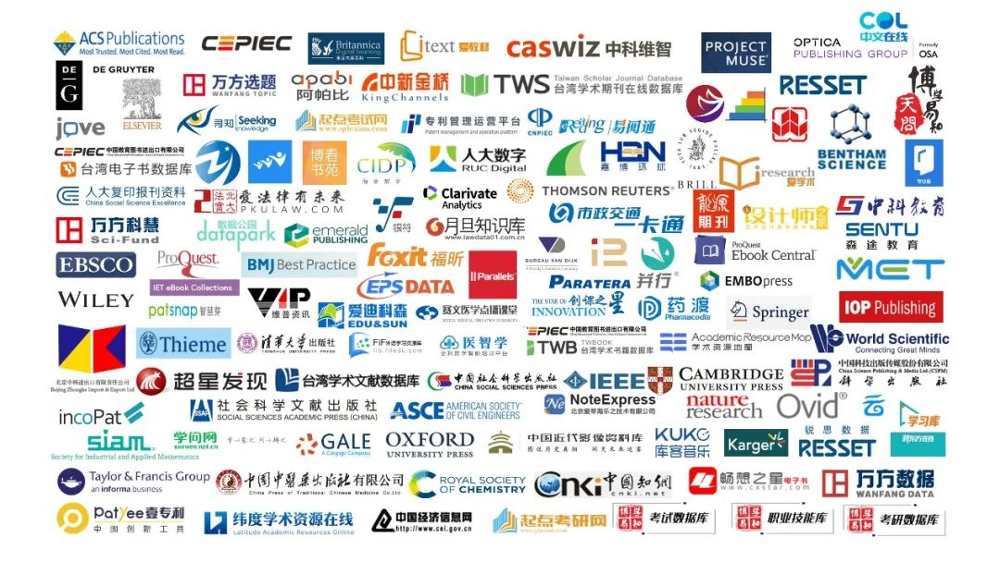 ACS Publications
Most Trusted. Most Cited. Most Read.
CEPIEC
Britannica
Digital Learning
itext 爱教材
caswiz 中科维智
PROJECT
MUSE
OPTICA
PUBLISHING GROUP
Formerly
OSA
COL
中文在线
DE
G
DE GRUYTER
ELSEVIER
万方选题
WANFANG TOPIC
apabi
阿帕比
中新金桥
KingChannels
TWS
Taiwan Scholar Journal Database
台湾学术期刊在线数据库
RESSET
博学易知
天問
jove
寻知
Seeking
knowledge
起点考试网
www.qdexam.com
专利管理运营平台
Patent management and operation platform
CNPIEC
易阅通
BENTHAM
SCIENCE
CEPIEC 中国教育图书进出口有限公司
台湾电子书数据库
博看
书苑
CIDP
人大数字
RUC Digital
嘉博环球
BRILL
iresearch
爱学术
人大复印报刊资料
China Social Science Excellence
北大法宝
爱法律有未来
PKULAW.COM
银符
Clarivate
Analytics
THOMSON REUTERS
龙源
期刊
设计师之家
中科教育
万方科慧
Sci-Fund
数据公园
datapark
emerald
PUBLISHING
月旦知识库
www.lawdata01.com.cn
市政交通
一卡通
SENTU
森途教育
EBSCO
ProQuest
BMJ Best Practice
Foxit 福昕
Parallels
BUREAU VAN DIJK
ProQuest
Ebook Central
MET
IET eBook Collections
EPS DATA
PARATERA 并行
EMBOpress
WILEY
patsnap 智慧芽
VIP
维普资讯
爱迪科森
EDU&SUN
赛文医学点播课堂
THE STAR OF
INNOVATION
创课之星
药渡
Pharmacodia
Springer
IOP Publishing
北京中科进出口有限责任公司
Beijing Zhongke Import & Export Ltd
Thieme
清华大学出版社
TSINGHUA UNIVERSITY PRESS
FiF外语学习资源库
lib.fifedu.com
医智学
全科医学智能培训平台
CEPIEC 中国教育图书进出口有限公司
TWB
TWBOOK
台湾学术书籍数据库
Academic Resource Map
学术资源地图
World Scientific
Connecting Great Minds
超星发现
台湾学术文献数据库
中国社会科学出版社
CHINA SOCIAL SCIENCES PRESS
IEEE
CAMBRIDGE
UNIVERSITY PRESS
中国科技出版传媒股份有限公司
China Science Publishing & Media Ltd.(CSPM)
科学出版社
incoPat
SSAP
社会科学文献出版社
SOCIAL SCIENCES ACADEMIC PRESS (CHINA)
ASCE
AMERICAN SOCIETY
OF CIVIL ENGINEERS
Ne
NoteExpress
北京爱琴海乐之技术有限公司
nature
research
Ovid
学习库
siam
Society for Industrial and Applied Mathematics
学问网
xuewen.net.cn
GALE
A Cengage Company
OXFORD
UNIVERSITY PRESS
中国近代影像资料库
KUKE
库客音乐
Karger
锐思数据
RESSET
Taylor & Francis Group
an informa business
中国中医药出版社有限公司
China Press of Traditional Chinese Medicine Co.Ltd
ROYAL SOCIETY
OF CHEMISTRY
Cnki 中国知网
cnki.net
畅想之星电子书
www.cxstar.com
万方数据
WANFANG DATA
Patyee 壹专利
中国创新工具
纬度学术资源在线
Latitude Academic Resources Online
中国经济信息网
http://www.cei.gov.cn
起点考研网
博学易知
考试数据库
博学易知
职业技能库
博学易知
考研数据库